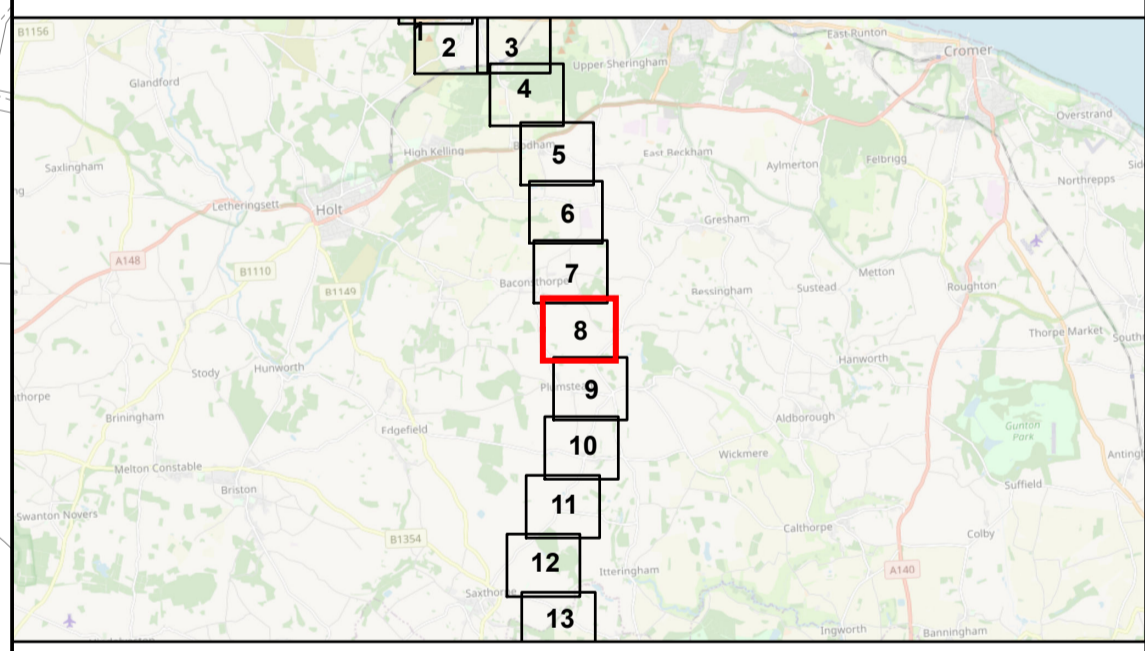 B1156
1
2
3
East Runton
Cromer
Upper Sheringham
Glandford
4
Overstrand
High Kelling
Bodham
5
East Beckham
Aylmerton
Felbrigg
Saxlingham
Northrepps
Letheringsett
Holt
6
Gresham
A148
B1110
Metton
7
Baconsthorpe
B1149
Bessingham
Sustead
Roughton
8
Thorpe Market
Hanworth
Hunworth
Stody
9
Briningham
Edgefield
Aldborough
Gunton
Park
10
Wickmere
Melton Constable
Briston
Suffield
11
Swanton Novers
Calthorpe
Colby
B1354
12
Itteringham
A140
13
Ingworth
Banningham